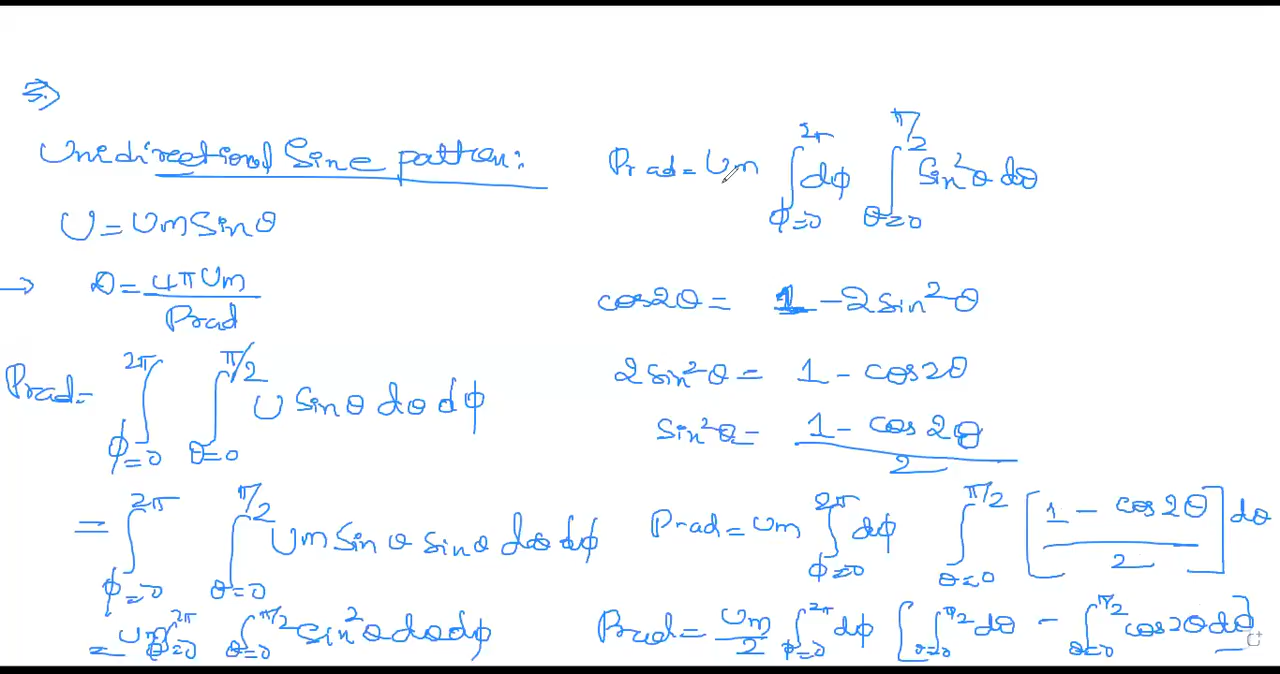 3.
Unidirectional Sine pattern:
U = Um Sinθ
→ D = 4π Um / Prad
Prad = ∫_{ϕ=0}^{2π} ∫_{θ=0}^{π/2} U Sinθ dθ dϕ
= ∫_{ϕ=0}^{2π} ∫_{θ=0}^{π/2} Um Sinθ sinθ dθ dϕ
= Um ∫_{ϕ=0}^{2π} ∫_{θ=0}^{π/2} sin²θ dθ dϕ
Prad = Um ∫_{ϕ=0}^{2π} dϕ ∫_{θ=0}^{π/2} Sin²θ dθ
cos2θ = 1 - 2Sin²θ
2Sin²θ = 1 - cos2θ
Sin²θ = (1 - cos2θ) / 2
Prad = Um ∫_{ϕ=0}^{2π} dϕ ∫_{θ=0}^{π/2} [(1 - cos2θ) / 2] dθ
Prad = Um/2 ∫_{ϕ=0}^{2π} dϕ [∫_{θ=0}^{π/2} dθ - ∫_{θ=0}^{π/2} cos2θ dθ]